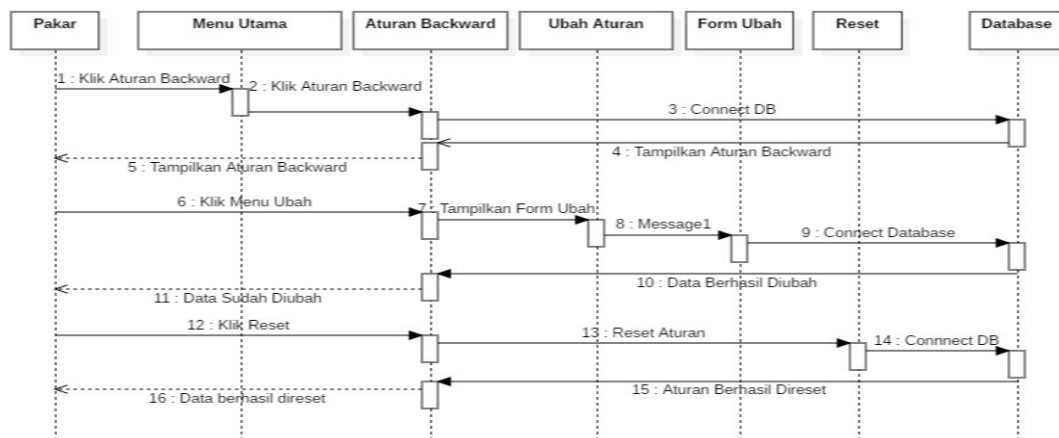 Pakar
Menu Utama
Aturan Backward
Ubah Aturan
Form Ubah
Reset
Database
1 : Klik Aturan Backward
2 : Klik Aturan Backward
3 : Connect DB
4 : Tampilkan Aturan Backward
5 : Tampilkan Aturan Backward
6 : Klik Menu Ubah
7 : Tampilkan Form Ubah
8 : Message1
9 : Connect Database
10 : Data Berhasil Diubah
11 : Data Sudah Diubah
12 : Klik Reset
13 : Reset Aturan
14 : Connnect DB
15 : Aturan Berhasil Direset
16 : Data berhasil direset